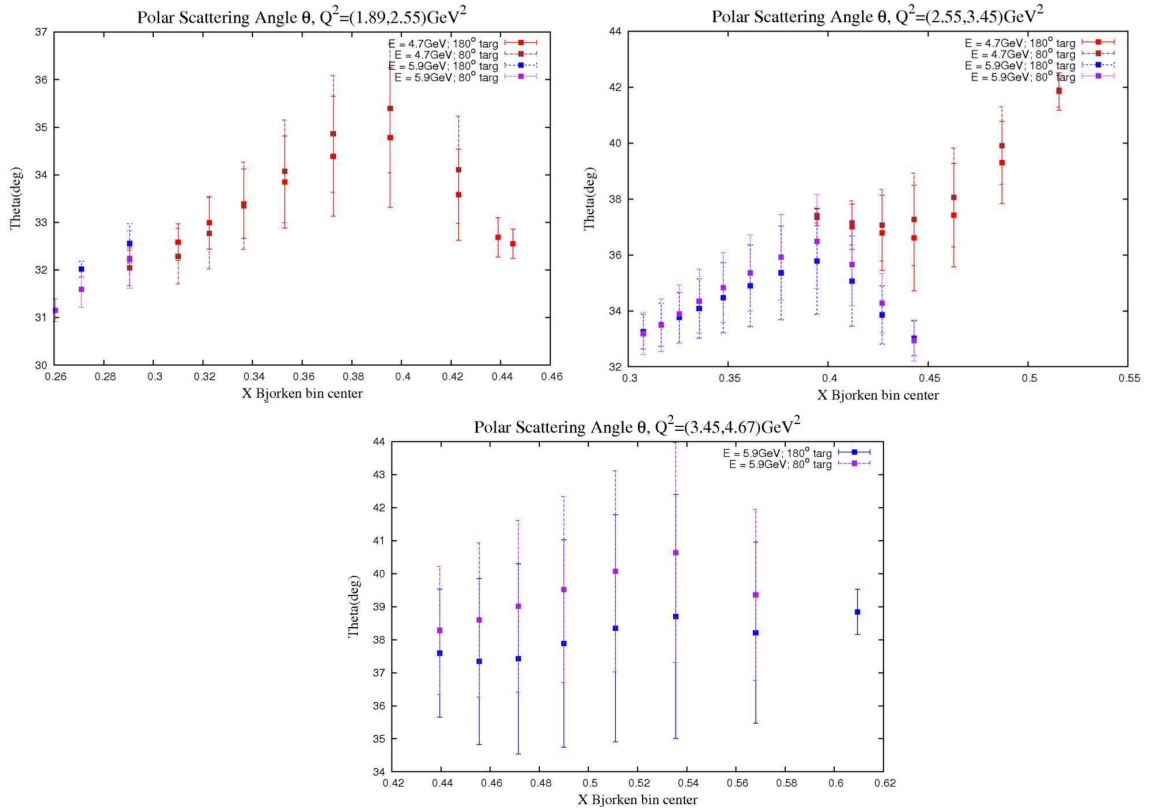 Polar Scattering Angle θ, Q²=(1.89,2.55)GeV²
37
36
35
34
33
32
31
30
Theta(deg)
E = 4.7GeV; 180° targ
E = 4.7GeV; 80° targ
E = 5.9GeV; 180° targ
E = 5.9GeV; 80° targ
0.26 0.28 0.3 0.32 0.34 0.36 0.38 0.4 0.42 0.44 0.46
X Bjorken bin center
Polar Scattering Angle θ, Q²=(2.55,3.45)GeV²
44
42
40
38
36
34
32
Theta(deg)
E = 4.7GeV; 180° targ
E = 4.7GeV; 80° targ
E = 5.9GeV; 180° targ
E = 5.9GeV; 80° targ
0.3 0.35 0.4 0.45 0.5 0.55
X Bjorken bin center
Polar Scattering Angle θ, Q²=(3.45,4.67)GeV²
44
43
42
41
40
39
38
37
36
35
34
Theta(deg)
E = 5.9GeV; 180° targ
E = 5.9GeV; 80° targ
0.42 0.44 0.46 0.48 0.5 0.52 0.54 0.56 0.58 0.6 0.62
X Bjorken bin center